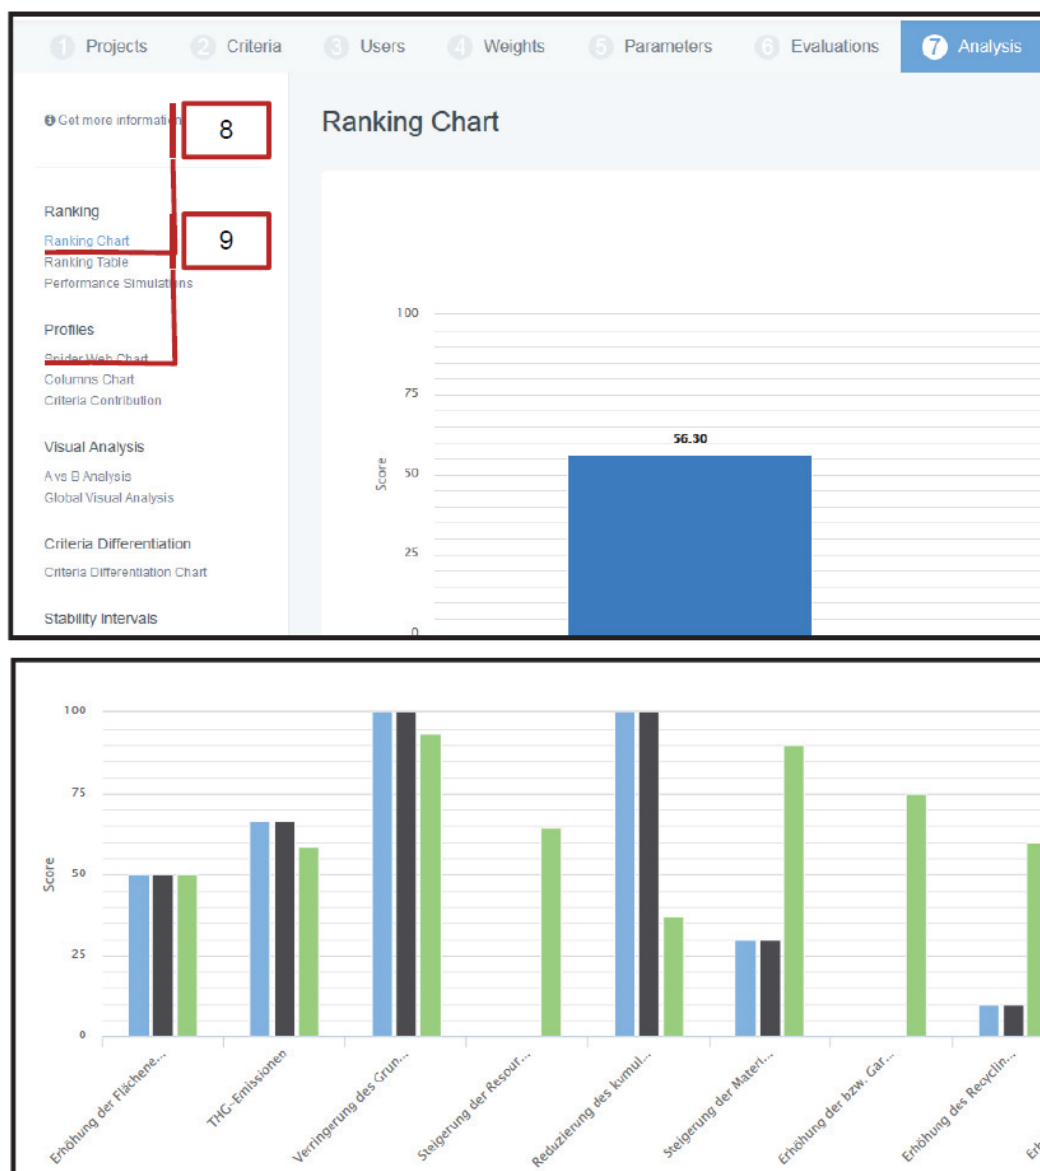 1 Projects 2 Criteria 3 Users 4 Weights 5 Parameters 6 Evaluations 7 Analysis
Get more information
8
Ranking Chart
Ranking
Ranking Chart
9
Ranking Table
Performance Simulations
Profiles
Spider Web Chart
Columns Chart
Criteria Contribution
Visual Analysis
A vs B Analysis
Global Visual Analysis
Criteria Differentiation
Criteria Differentiation Chart
Stability Intervals
100
75
56.30
50
Score
25
0
100
75
50
Score
25
0
Erhöhung der Flächene...
THG-Emissionen
Verringerung des Grun...
Steigerung der Resour...
Reduzierung des kumul...
Steigerung der Materi...
Erhöhung der bzw. Gar...
Erhöhung des Recyclin...